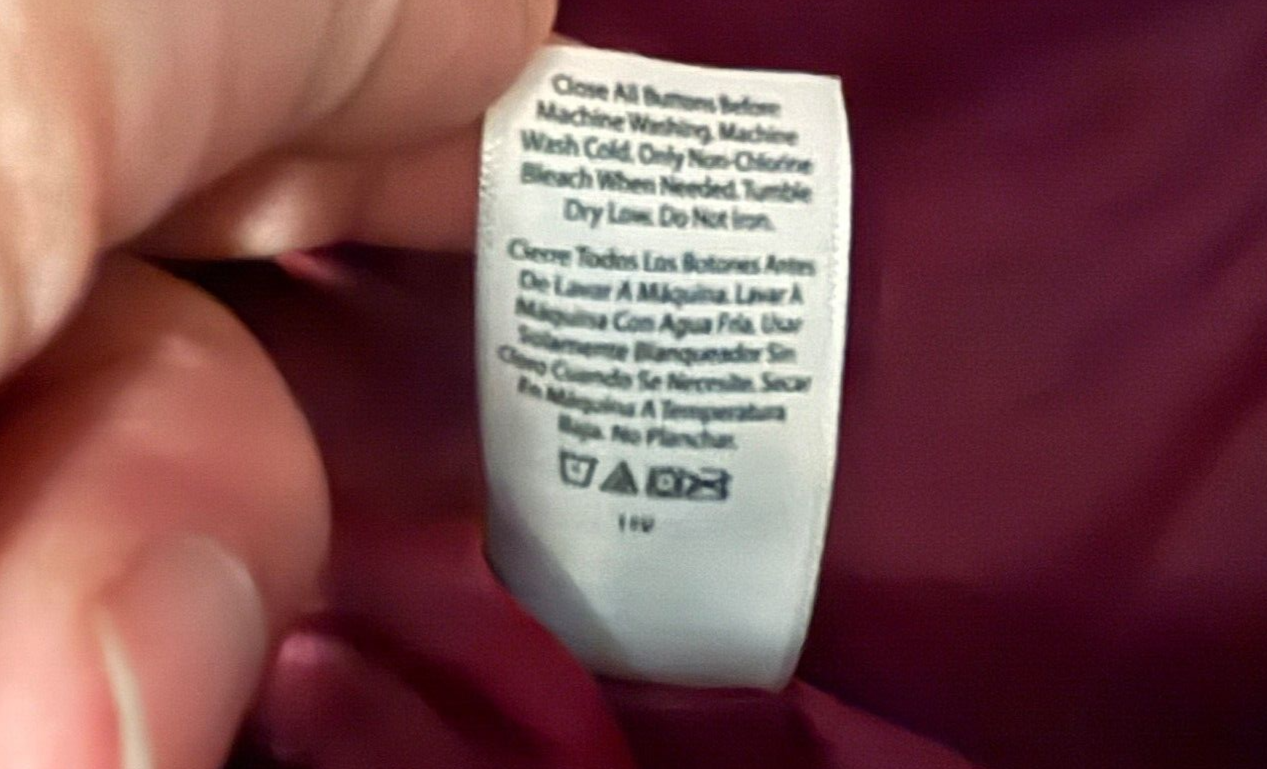 Close All Buttons Before
Machine Washing. Machine
Wash Cold. Only Non-Chlorine
Bleach When Needed. Tumble
Dry Low. Do Not Iron.
Cierre Todos Los Botones Antes
De Lavar A Máquina. Lavar A
Máquina Con Agua Fría. Usar
Solamente Blanqueador Sin
Cloro Cuando Se Necesite. Secar
En Máquina A Temperatura
Baja. No Planchar.